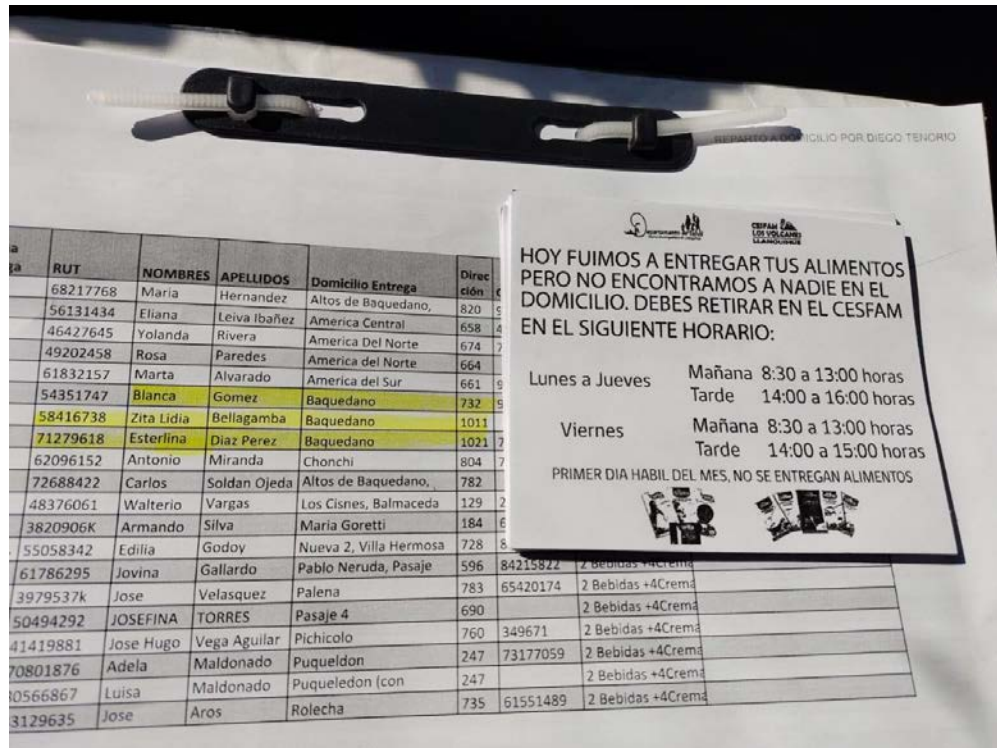 REPARTO A DOMICILIO POR DIEGO TENORIO
RUT NOMBRES APELLIDOS Domicilio Entrega Direc ción
68217768 Maria Hernandez Altos de Baquedano, 820
56131434 Eliana Leiva Ibañez America Central 658
46427645 Yolanda Rivera America Del Norte 674
49202458 Rosa Paredes America del Norte 664
61832157 Marta Alvarado America del Sur 661
54351747 Blanca Gomez Baquedano 732
58416738 Zita Lidia Bellagamba Baquedano 1011
71279618 Esterlina Diaz Perez Baquedano 1021
62096152 Antonio Miranda Chonchi 804
72688422 Carlos Soldan Ojeda Altos de Baquedano, 782
48376061 Walterio Vargas Los Cisnes, Balmaceda 129
3820906K Armando Silva Maria Goretti 184
55058342 Edilia Godoy Nueva 2, Villa Hermosa 728
61786295 Jovina Gallardo Pablo Neruda, Pasaje 596 84215822 2 Bebidas +4Crema
3979537k Jose Velasquez Palena 783 65420174 2 Bebidas +4Crema
50494292 JOSEFINA TORRES Pasaje 4 690 2 Bebidas +4Crema
41419881 Jose Hugo Vega Aguilar Pichicolo 760 349671 2 Bebidas +4Crema
70801876 Adela Maldonado Puqueldon 247 73177059 2 Bebidas +4Crema
0566867 Luisa Maldonado Puqueledon (con 247 2 Bebidas +4Crema
3129635 Jose Aros Rolecha 735 61551489 2 Bebidas +4Crema
CESFAM
LOS VOLCANES
LLANQUIHUE
HOY FUIMOS A ENTREGAR TUS ALIMENTOS
PERO NO ENCONTRAMOS A NADIE EN EL
DOMICILIO. DEBES RETIRAR EN EL CESFAM
EN EL SIGUIENTE HORARIO:
Lunes a Jueves Mañana 8:30 a 13:00 horas
Tarde 14:00 a 16:00 horas
Viernes Mañana 8:30 a 13:00 horas
Tarde 14:00 a 15:00 horas
PRIMER DIA HABIL DEL MES, NO SE ENTREGAN ALIMENTOS